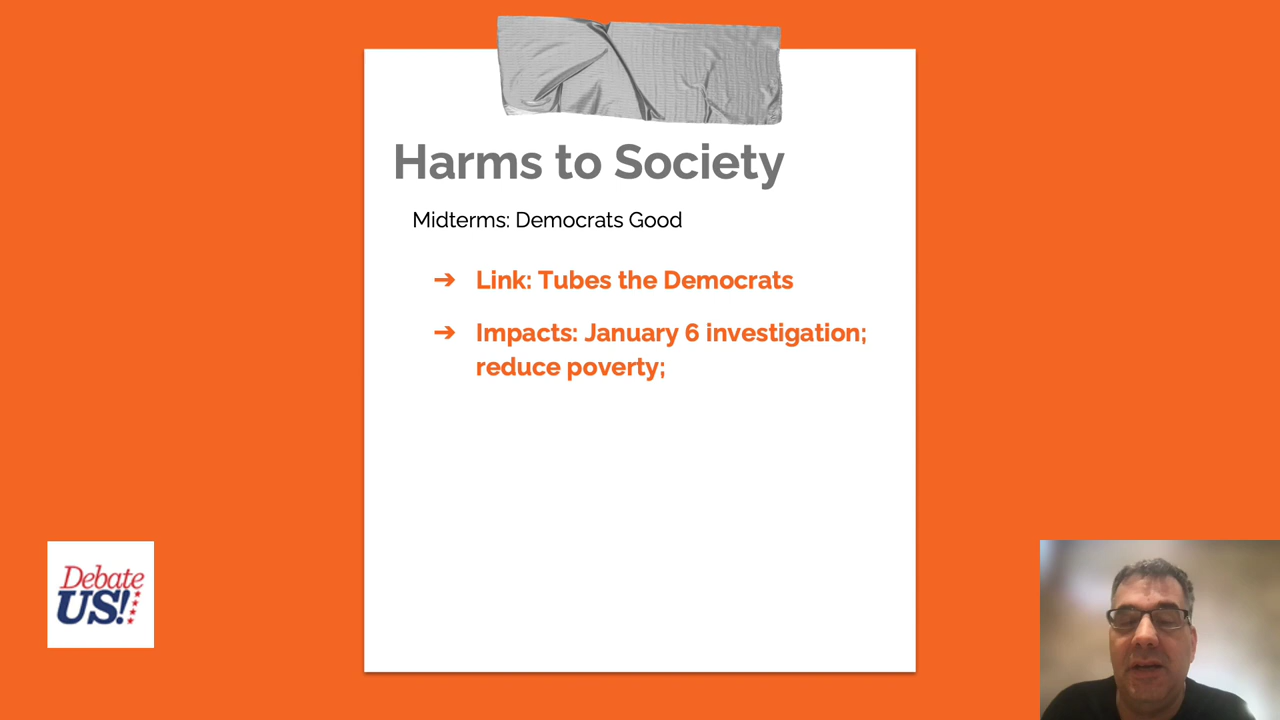 Harms to Society
Midterms: Democrats Good
➔ Link: Tubes the Democrats
➔ Impacts: January 6 investigation;
reduce poverty;
Debate
US!